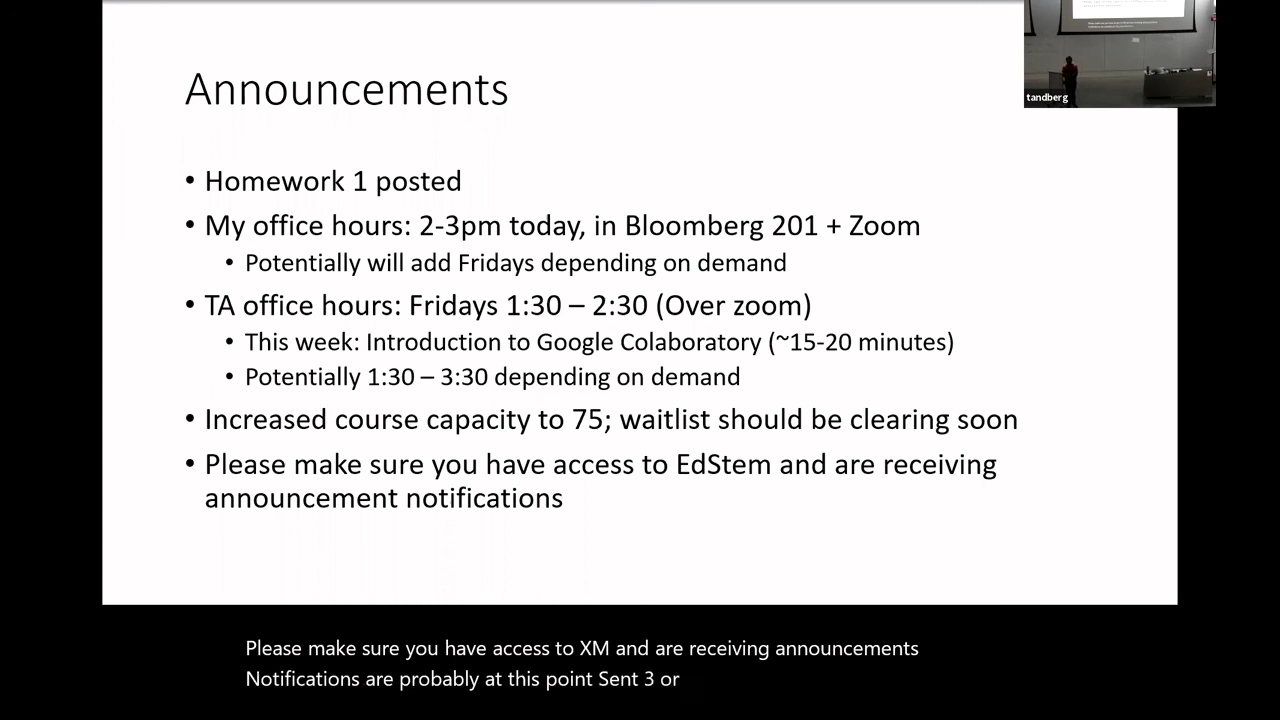 Announcements
tandberg
• Homework 1 posted
• My office hours: 2-3pm today, in Bloomberg 201 + Zoom
• Potentially will add Fridays depending on demand
• TA office hours: Fridays 1:30 – 2:30 (Over zoom)
• This week: Introduction to Google Colaboratory (~15-20 minutes)
• Potentially 1:30 – 3:30 depending on demand
• Increased course capacity to 75; waitlist should be clearing soon
• Please make sure you have access to EdStem and are receiving
announcement notifications
Please make sure you have access to XM and are receiving announcements
Notifications are probably at this point Sent 3 or